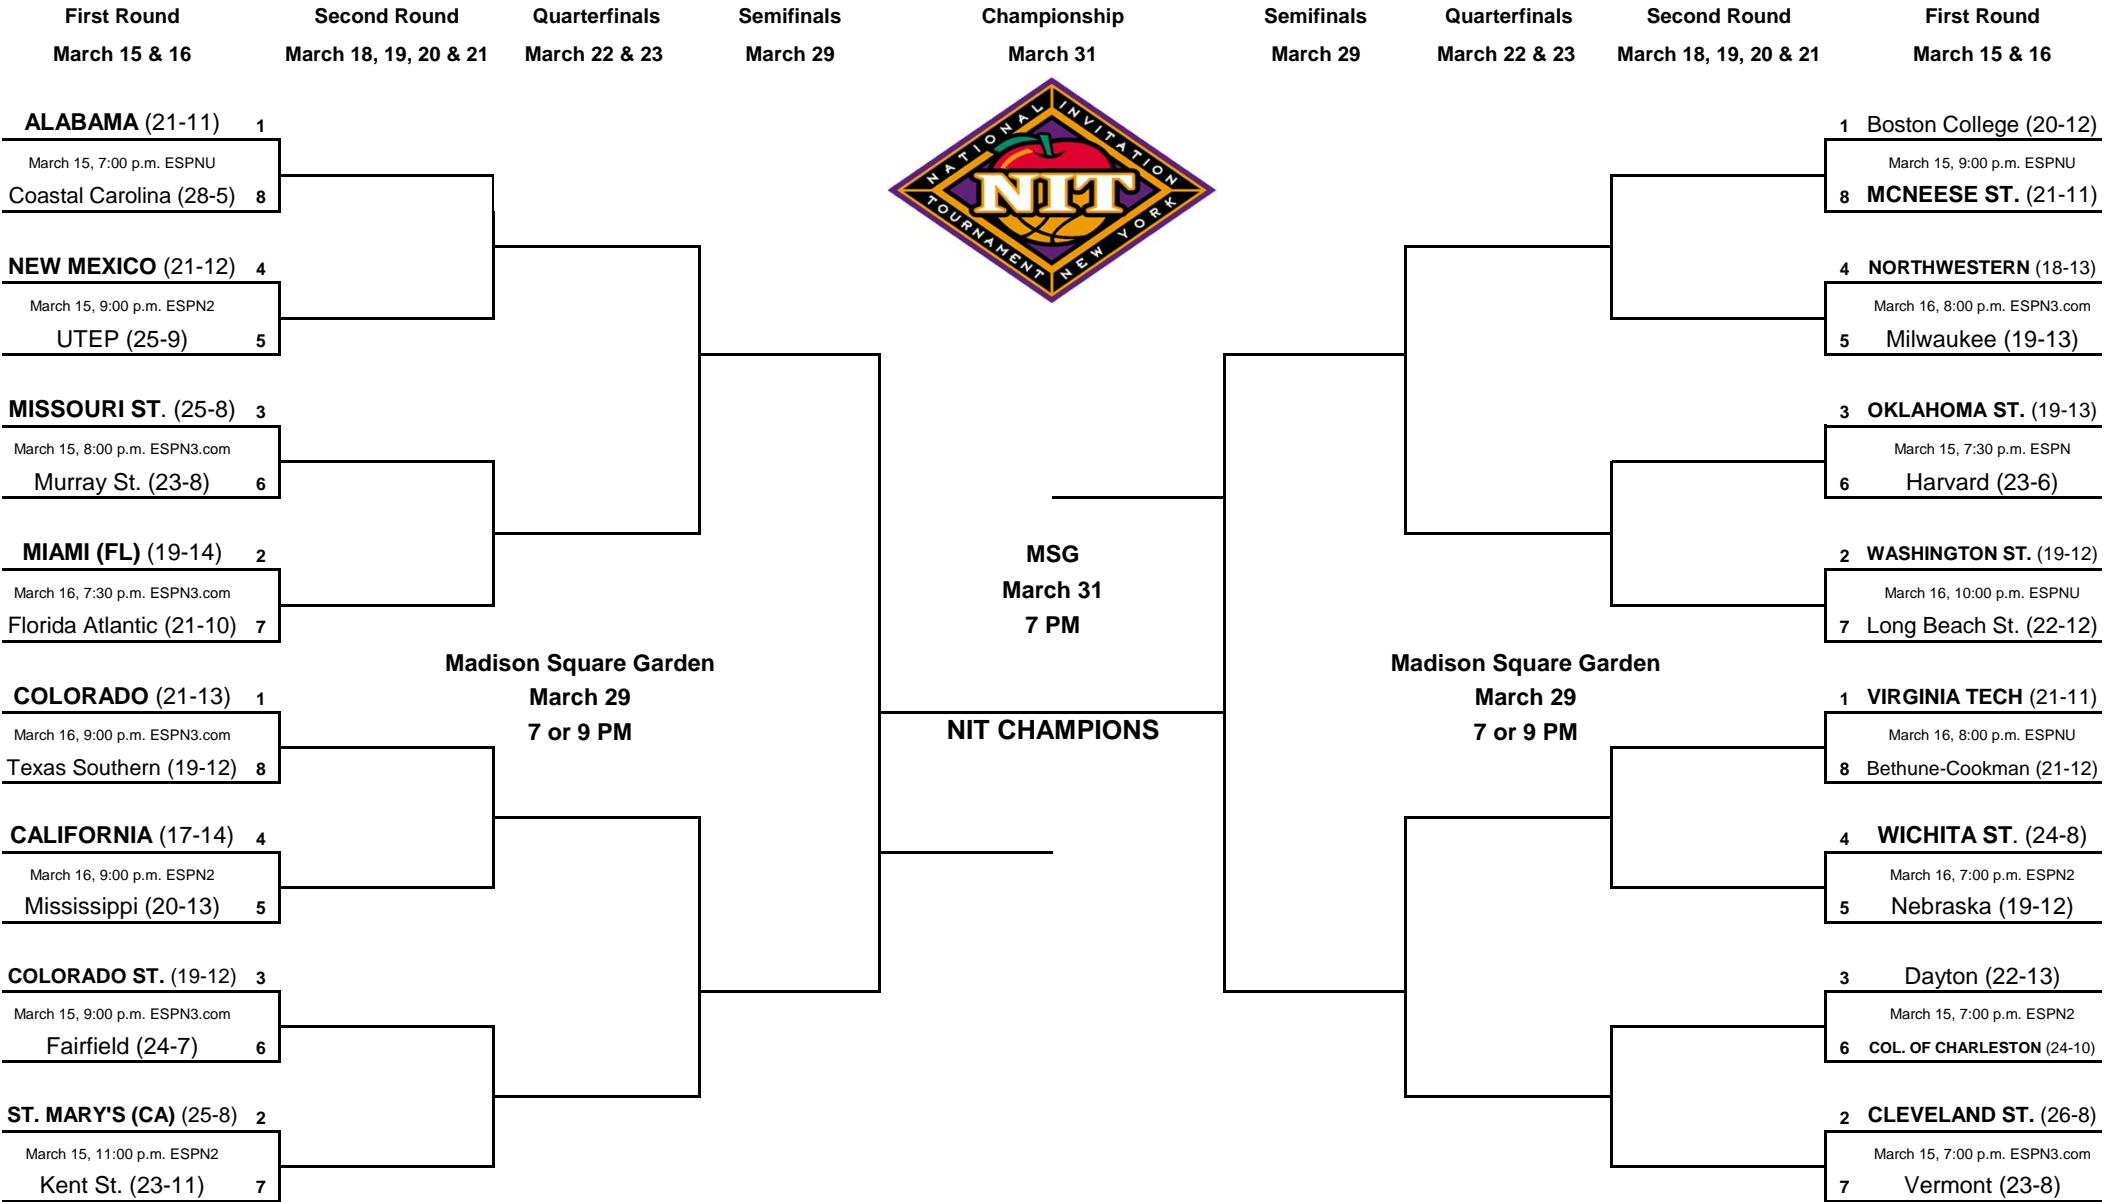 First Round
Second Round
Quarterfinals
Semifinals
Championship
Semifinals
Quarterfinals
Second Round
First Round
March 15 & 16
March 18, 19, 20 & 21
March 22 & 23
March 29
March 31
March 29
March 22 & 23
March 18, 19, 20 & 21
March 15 & 16
ALABAMA (21-11) 1
March 15, 7:00 p.m. ESPNU
Coastal Carolina (28-5) 8
NEW MEXICO (21-12) 4
March 15, 9:00 p.m. ESPN2
UTEP (25-9) 5
MISSOURI ST. (25-8) 3
March 15, 8:00 p.m. ESPN3.com
Murray St. (23-8) 6
MIAMI (FL) (19-14) 2
March 16, 7:30 p.m. ESPN3.com
Florida Atlantic (21-10) 7
COLORADO (21-13) 1
March 16, 9:00 p.m. ESPN3.com
Texas Southern (19-12) 8
CALIFORNIA (17-14) 4
March 16, 9:00 p.m. ESPN2
Mississippi (20-13) 5
COLORADO ST. (19-12) 3
March 15, 9:00 p.m. ESPN3.com
Fairfield (24-7) 6
ST. MARY'S (CA) (25-8) 2
March 15, 11:00 p.m. ESPN2
Kent St. (23-11) 7
Madison Square Garden
March 29
7 or 9 PM
NATIONAL INVITATION
NIT
TOURNAMENT NEW YORK
MSG
March 31
7 PM
NIT CHAMPIONS
Madison Square Garden
March 29
7 or 9 PM
1 Boston College (20-12)
March 15, 9:00 p.m. ESPNU
8 MCNEESE ST. (21-11)
4 NORTHWESTERN (18-13)
March 16, 8:00 p.m. ESPN3.com
5 Milwaukee (19-13)
3 OKLAHOMA ST. (19-13)
March 15, 7:30 p.m. ESPN
6 Harvard (23-6)
2 WASHINGTON ST. (19-12)
March 16, 10:00 p.m. ESPNU
7 Long Beach St. (22-12)
1 VIRGINIA TECH (21-11)
March 16, 8:00 p.m. ESPNU
8 Bethune-Cookman (21-12)
4 WICHITA ST. (24-8)
March 16, 7:00 p.m. ESPN2
5 Nebraska (19-12)
3 Dayton (22-13)
March 15, 7:00 p.m. ESPN2
6 COL. OF CHARLESTON (24-10)
2 CLEVELAND ST. (26-8)
March 15, 7:00 p.m. ESPN3.com
7 Vermont (23-8)